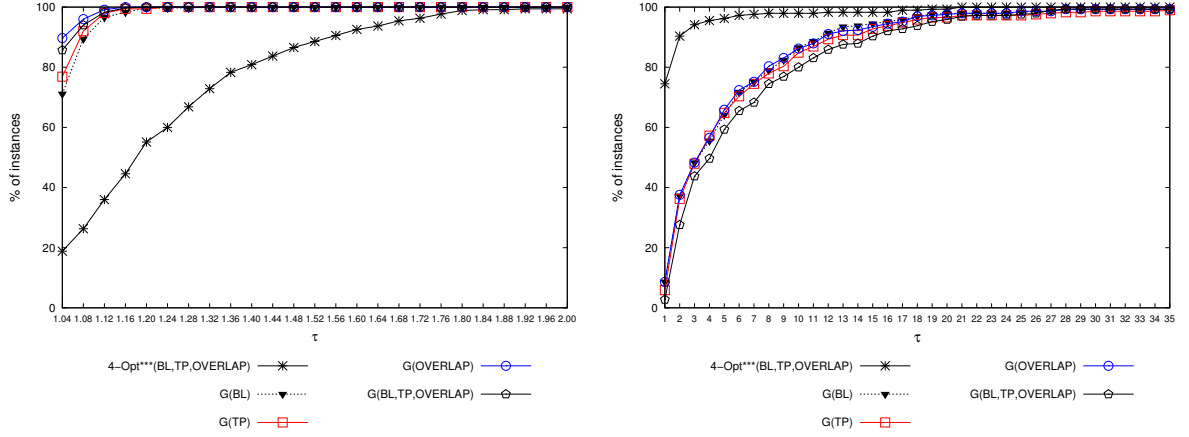 100
80
60
40
20
0
% of instances
1.04 1.08 1.12 1.16 1.20 1.24 1.28 1.32 1.36 1.40 1.44 1.48 1.52 1.56 1.60 1.64 1.68 1.72 1.76 1.80 1.84 1.88 1.92 1.96 2.00
τ
4-Opt***(BL,TP,OVERLAP)
G(BL)
G(TP)
G(OVERLAP)
G(BL,TP,OVERLAP)
100
80
60
40
20
0
% of instances
1 2 3 4 5 6 7 8 9 10 11 12 13 14 15 16 17 18 19 20 21 22 23 24 25 26 27 28 29 30 31 32 33 34 35
τ
4-Opt***(BL,TP,OVERLAP)
G(BL)
G(TP)
G(OVERLAP)
G(BL,TP,OVERLAP)